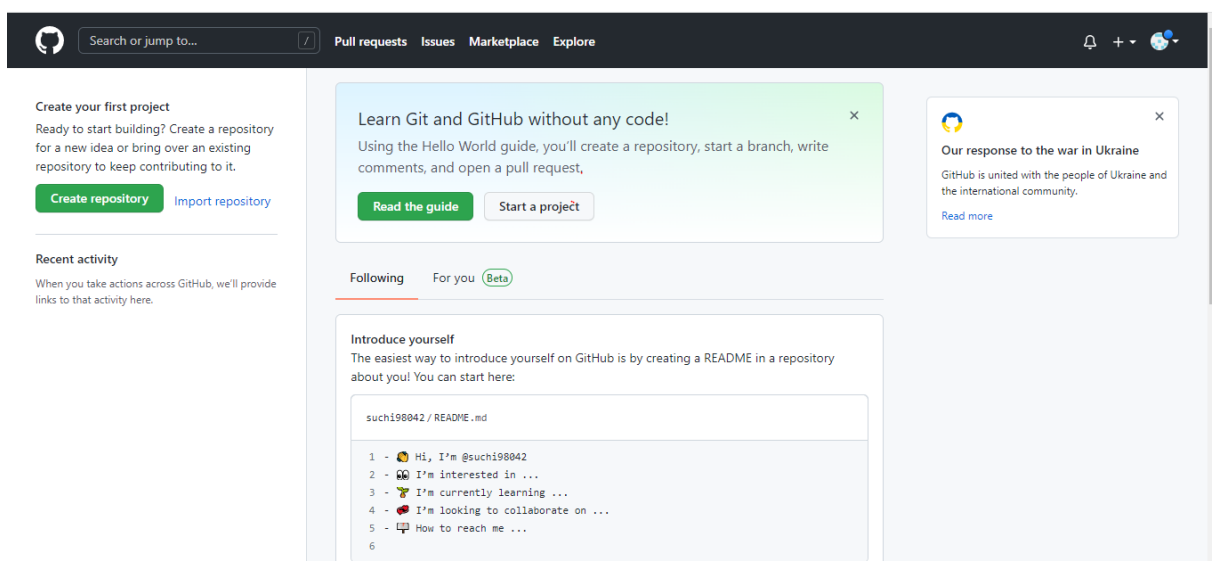 Search or jump to...
/
Pull requests Issues Marketplace Explore
Create your first project
Ready to start building? Create a repository
for a new idea or bring over an existing
repository to keep contributing to it.
Create repository
Import repository
Recent activity
When you take actions across GitHub, we'll provide
links to that activity here.
Learn Git and GitHub without any code!
Using the Hello World guide, you'll create a repository, start a branch, write
comments, and open a pull request.
Read the guide
Start a project
Following
For you Beta
Introduce yourself
The easiest way to introduce yourself on GitHub is by creating a README in a repository
about you! You can start here:
suchi98042 / README.md
1 - 👋 Hi, I'm @suchi98042
2 - 👀 I'm interested in ...
3 - 🌱 I'm currently learning ...
4 - 💞️ I'm looking to collaborate on ...
5 - 📫 How to reach me ...
6
Our response to the war in Ukraine
GitHub is united with the people of Ukraine and
the international community.
Read more